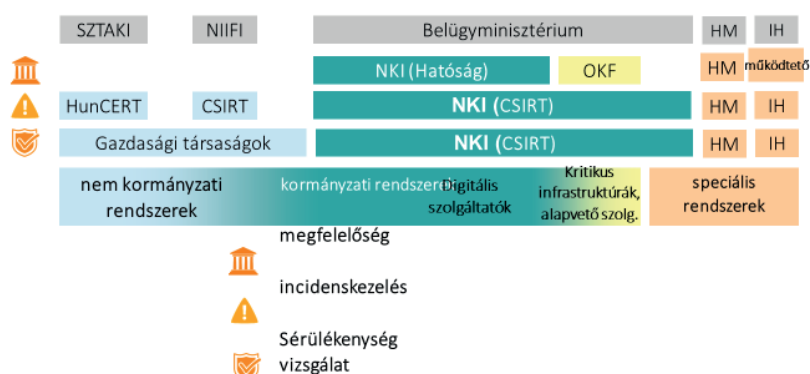 SZTAKI NIIFI Belügyminisztérium HM IH
NKI (Hatóság) OKF HM működtető
HunCERT CSIRT NKI (CSIRT) HM IH
Gazdasági társaságok NKI (CSIRT) HM IH
nem kormányzati
rendszerek
kormányzati rendszerek
Digitális
szolgáltatók
Kritikus
infrastruktúrák,
alapvető szolg.
speciális
rendszerek
megfelelőség
incidenskezelés
Sérülékenység
vizsgálat